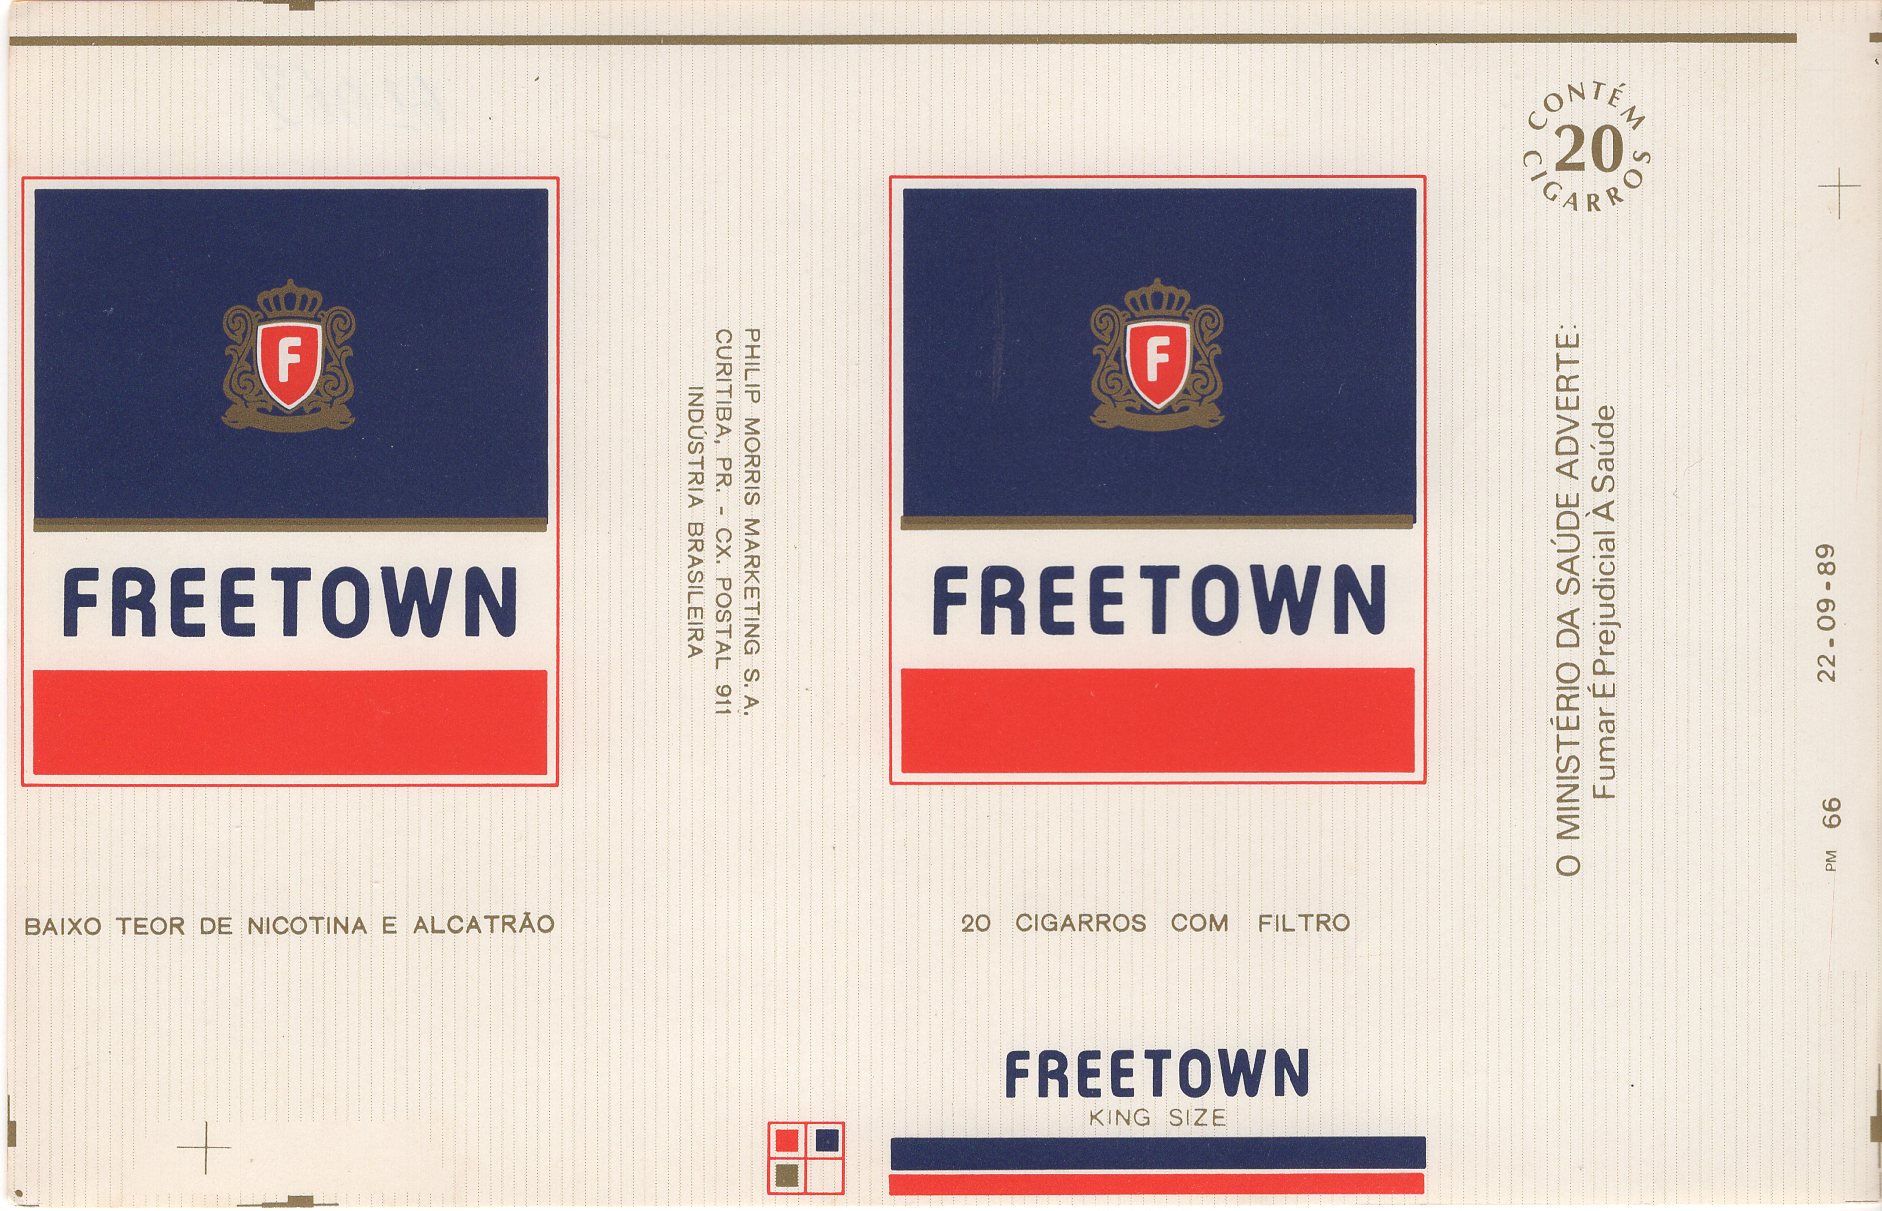 F
FREETOWN
BAIXO TEOR DE NICOTINA E ALCATRÃO
PHILIP MORRIS MARKETING S. A.
CURITIBA, PR. - CX. POSTAL 911
INDÚSTRIA BRASILEIRA
F
FREETOWN
20 CIGARROS COM FILTRO
FREETOWN
KING SIZE
CONTÉM
20
CIGARROS
O MINISTÉRIO DA SAÚDE ADVERTE:
Fumar É Prejudicial À Saúde
PM 66 22-09-89